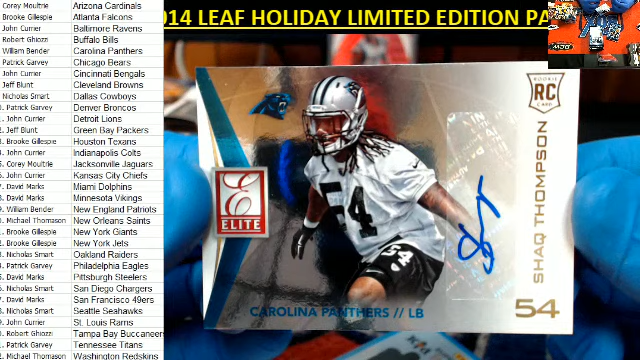 014 LEAF HOLIDAY LIMITED EDITION PA
Corey Moultrie Arizona Cardinals
Brooke Gillespie Atlanta Falcons
John Currier Baltimore Ravens
Robert Ghiozzi Buffalo Bills
William Bender Carolina Panthers
Patrick Garvey Chicago Bears
John Currier Cincinnati Bengals
Jeff Blunt Cleveland Browns
Nicholas Smart Dallas Cowboys
Patrick Garvey Denver Broncos
John Currier Detroit Lions
Jeff Blunt Green Bay Packers
Brooke Gillespie Houston Texans
John Currier Indianapolis Colts
Corey Moultrie Jacksonville Jaguars
John Currier Kansas City Chiefs
David Marks Miami Dolphins
David Marks Minnesota Vikings
William Bender New England Patriots
Michael Thomason New Orleans Saints
Brooke Gillespie New York Giants
Brooke Gillespie New York Jets
Nicholas Smart Oakland Raiders
Patrick Garvey Philadelphia Eagles
David Marks Pittsburgh Steelers
Nicholas Smart San Diego Chargers
David Marks San Francisco 49ers
Nicholas Smart Seattle Seahawks
John Currier St. Louis Rams
Robert Ghiozzi Tampa Bay Buccaneers
Patrick Garvey Tennessee Titans
Michael Thomason Washington Redskins
ROOKIE
RC
CARD
E
ELITE
54
SHAQ THOMPSON
54
CAROLINA PANTHERS // LB